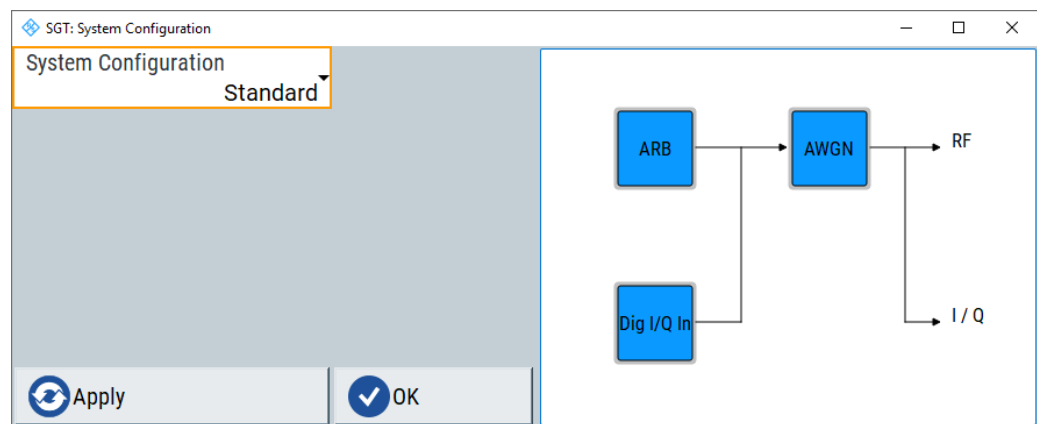 SGT: System Configuration
System Configuration
Standard
ARB
AWGN
RF
Dig I/Q In
I / Q
Apply
OK